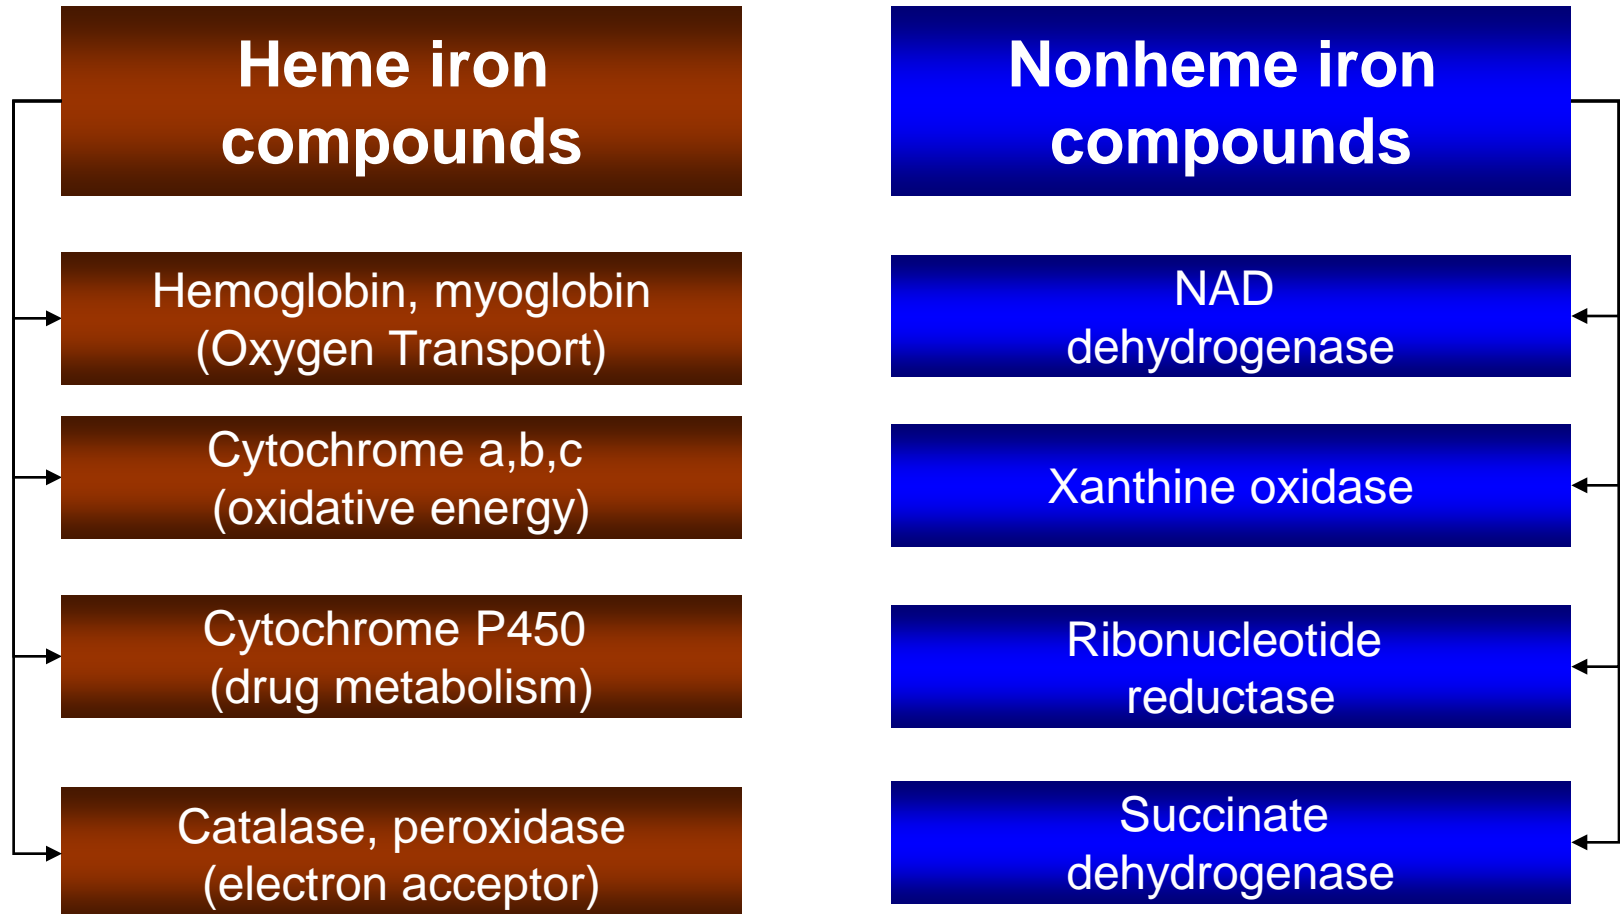 Heme iron
compounds
Hemoglobin, myoglobin
(Oxygen Transport)
Cytochrome a,b,c
(oxidative energy)
Cytochrome P450
(drug metabolism)
Catalase, peroxidase
(electron acceptor)
Nonheme iron
compounds
NAD
dehydrogenase
Xanthine oxidase
Ribonucleotide
reductase
Succinate
dehydrogenase